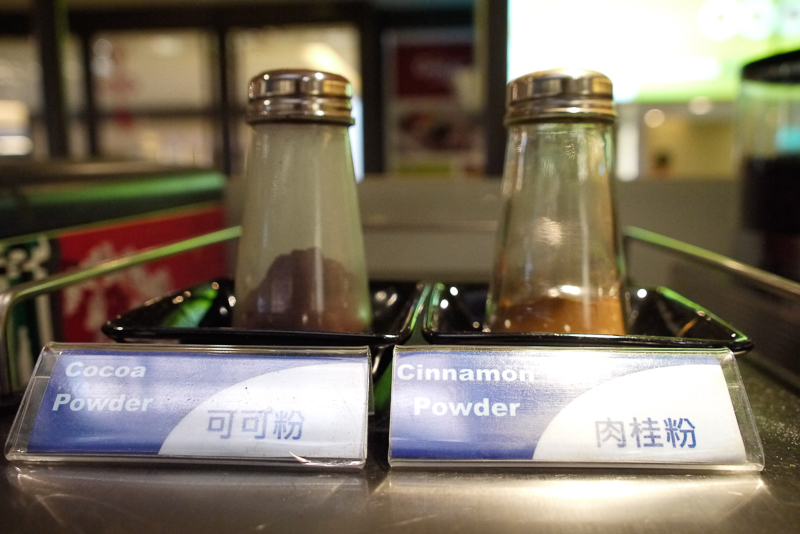 Cocoa
Powder
可可粉
Cinnamon
Powder
肉桂粉